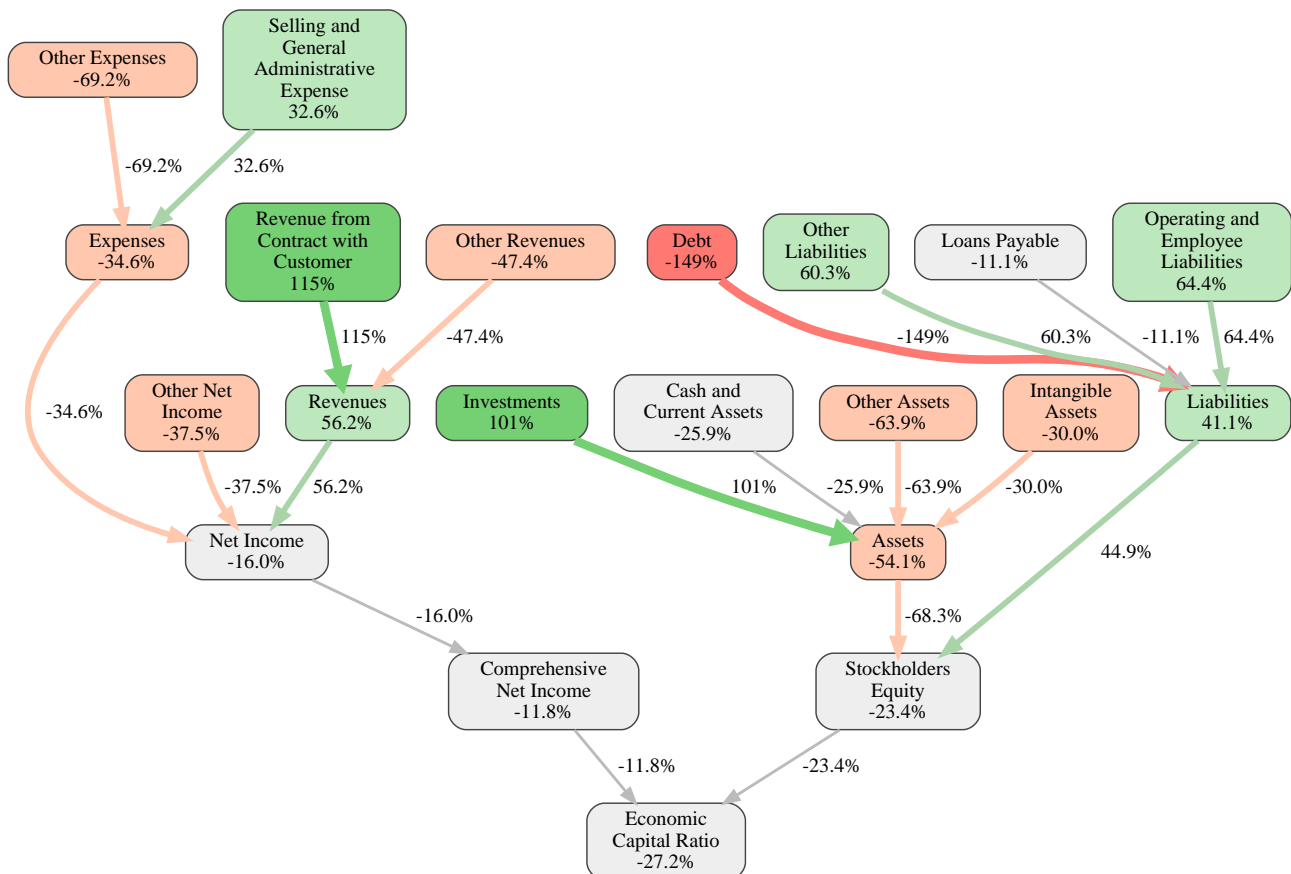 Other Expenses
-69.2%
Selling and
General
Administrative
Expense
32.6%
-69.2%
32.6%
Expenses
-34.6%
Revenue from
Contract with
Customer
115%
Other Revenues
-47.4%
Debt
-149%
Other
Liabilities
60.3%
Loans Payable
-11.1%
Operating and
Employee
Liabilities
64.4%
115%
-47.4%
-149%
60.3%
-11.1%
64.4%
-34.6%
Other Net
Income
-37.5%
Revenues
56.2%
Investments
101%
Cash and
Current Assets
-25.9%
Other Assets
-63.9%
Intangible
Assets
-30.0%
Liabilities
41.1%
-37.5%
56.2%
101%
-25.9%
-63.9%
-30.0%
Net Income
-16.0%
Assets
-54.1%
44.9%
-16.0%
-68.3%
Comprehensive
Net Income
-11.8%
Stockholders
Equity
-23.4%
-11.8%
-23.4%
Economic
Capital Ratio
-27.2%